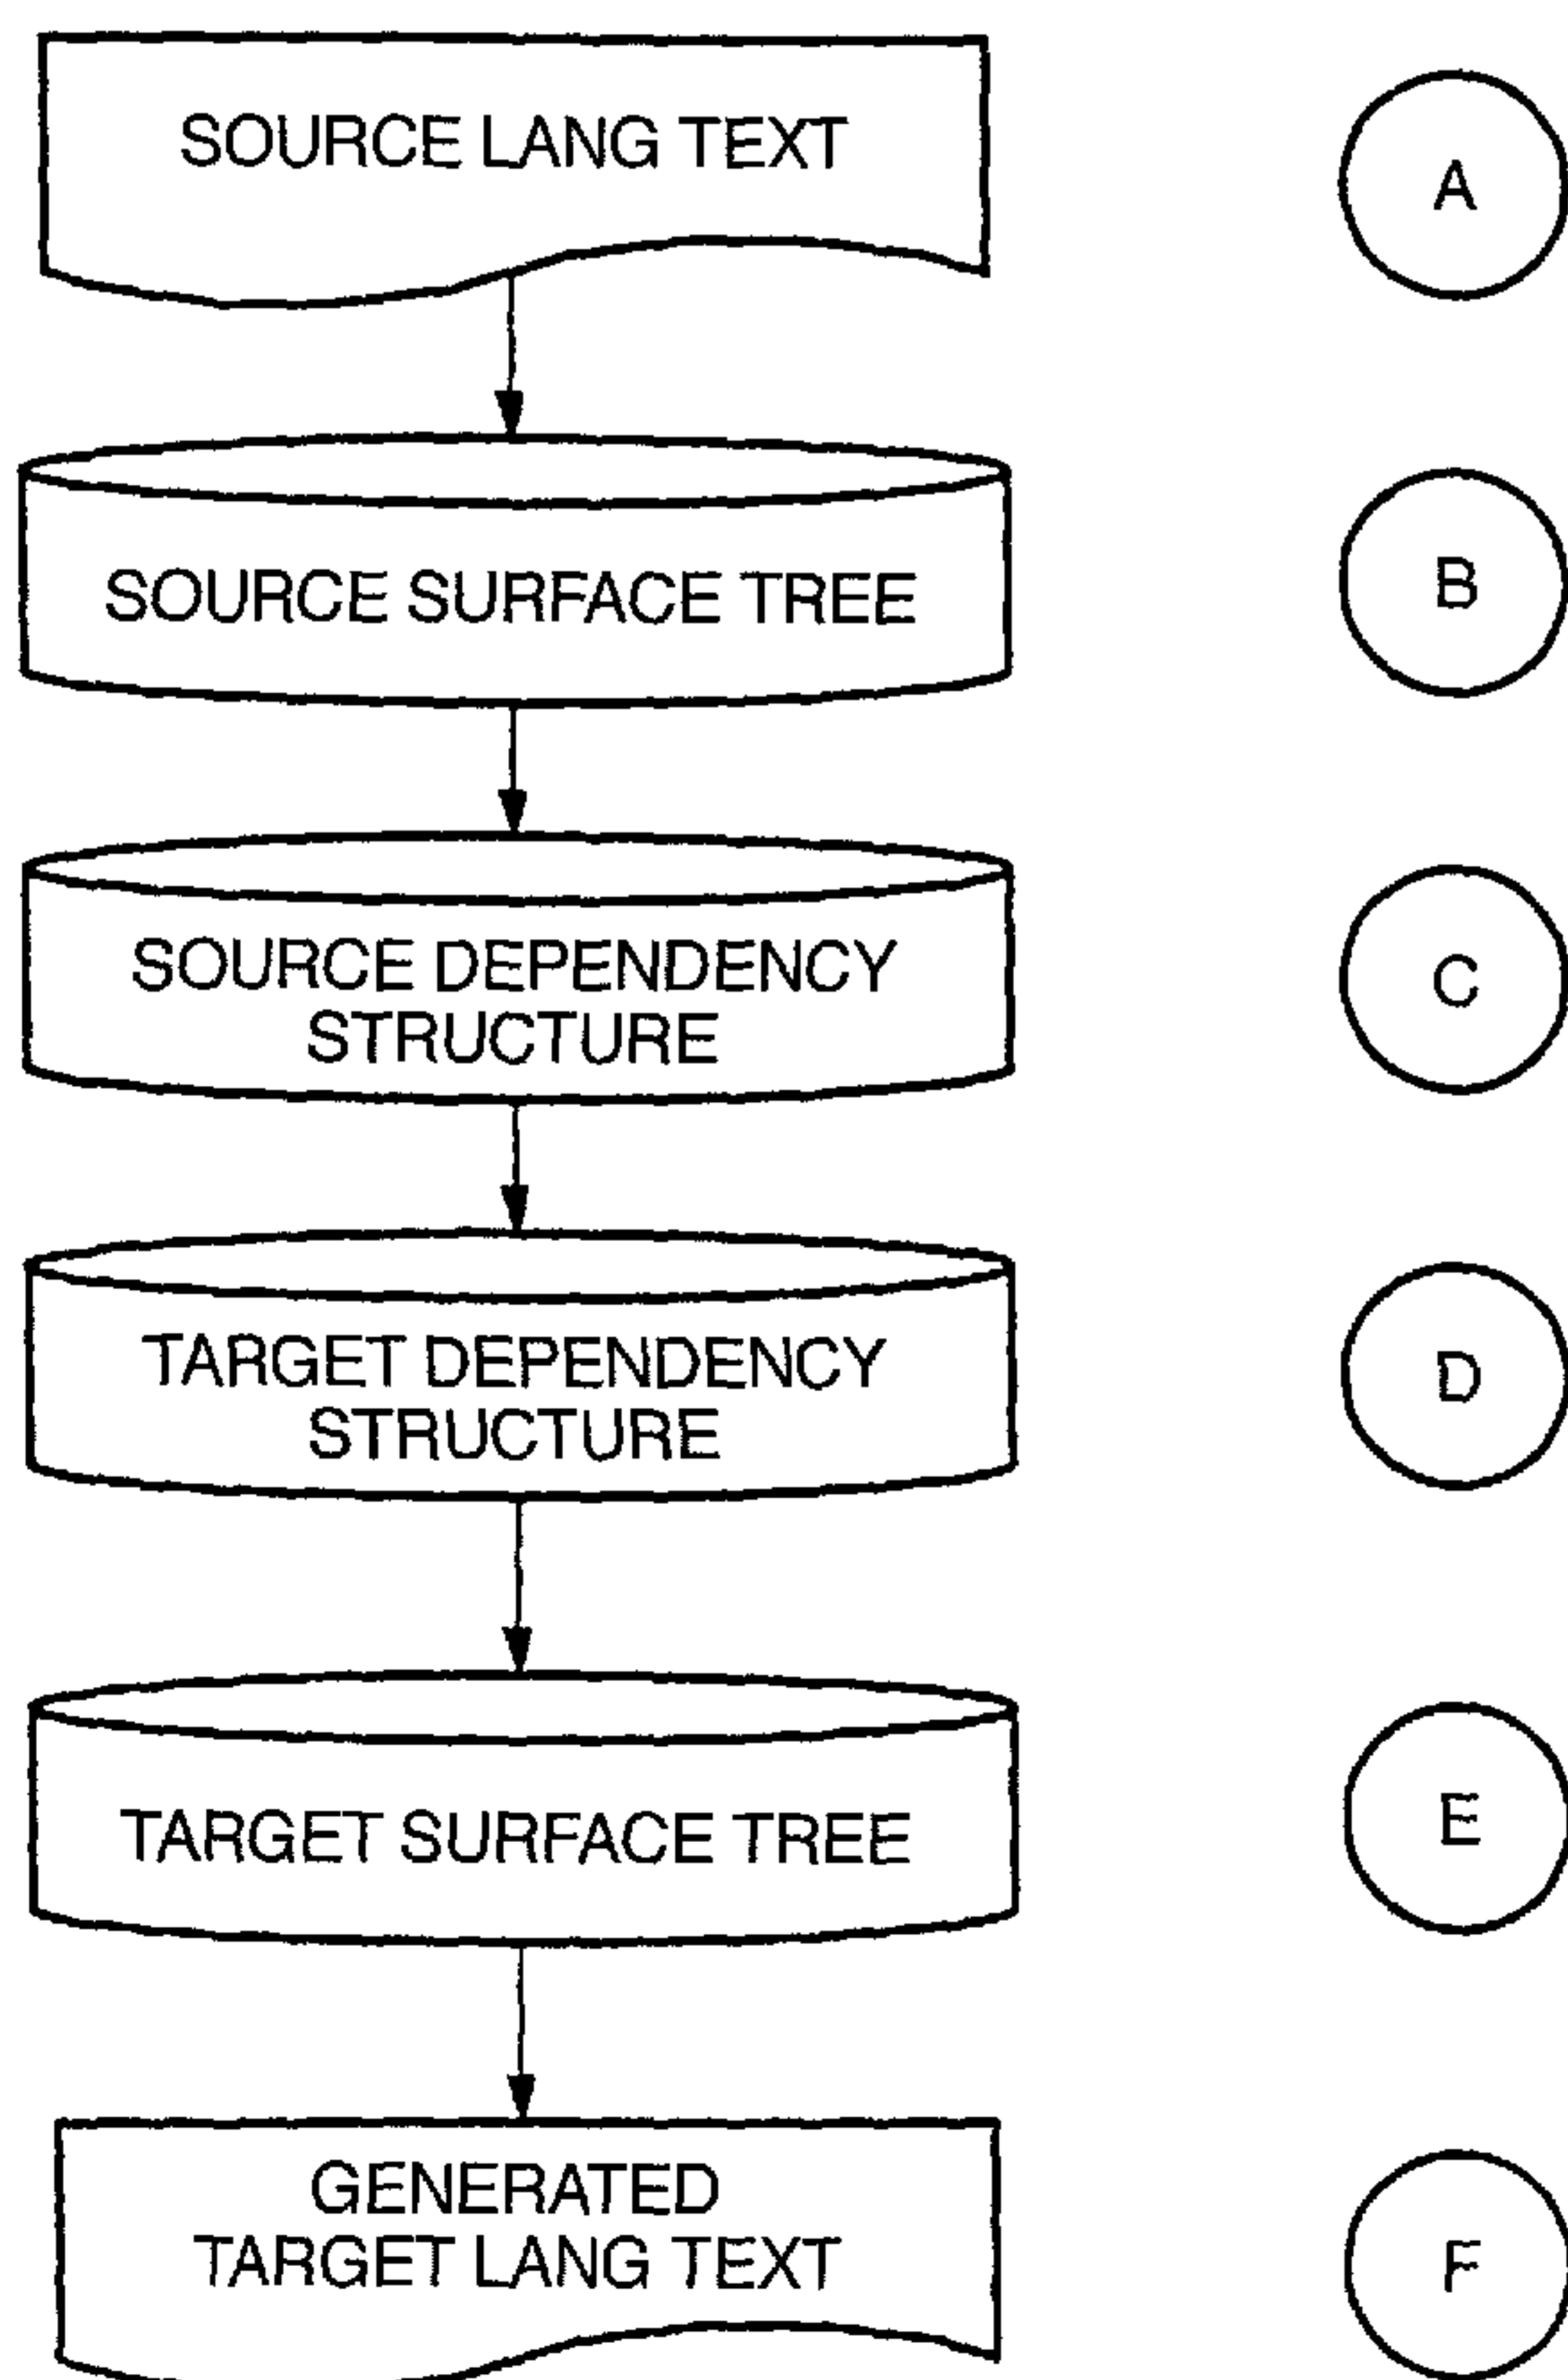 SOURCE LANG TEXT
A
SOURCE SURFACE TREE
B
SOURCE DEPENDENCY
STRUCTURE
C
TARGET DEPENDENCY
STRUCTURE
D
TARGET SURFACE TREE
E
GENERATED
TARGET LANG TEXT
F